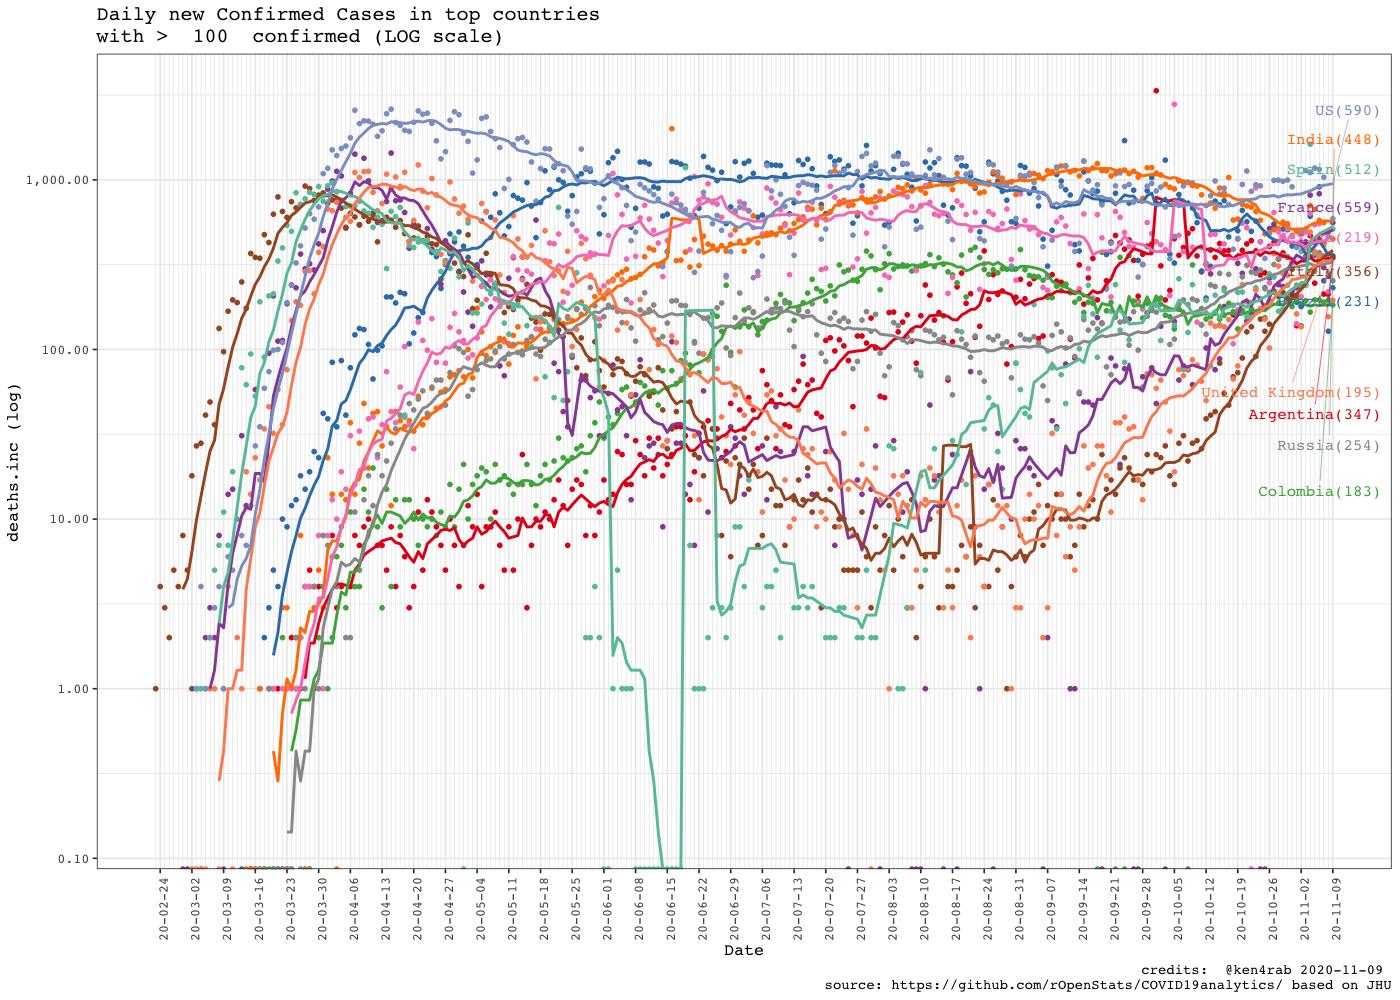 Daily new Confirmed Cases in top countries
with >  100  confirmed (LOG scale)
US(590)
India(448)
Spain(512)
France(559)
(219)
Italy(356)
Brazil(231)
United Kingdom(195)
Argentina(347)
Russia(254)
Colombia(183)
deaths.inc (log)
1,000.00
100.00
10.00
1.00
0.10
20-02-24
20-03-02
20-03-09
20-03-16
20-03-23
20-03-30
20-04-06
20-04-13
20-04-20
20-04-27
20-05-04
20-05-11
20-05-18
20-05-25
20-06-01
20-06-08
20-06-15
20-06-22
20-06-29
20-07-06
20-07-13
20-07-20
20-07-27
20-08-03
20-08-10
20-08-17
20-08-24
20-08-31
20-09-07
20-09-14
20-09-21
20-09-28
20-10-05
20-10-12
20-10-19
20-10-26
20-11-02
20-11-09
Date
credits:  @ken4rab 2020-11-09
source: https://github.com/rOpenStats/COVID19analytics/ based on JHU